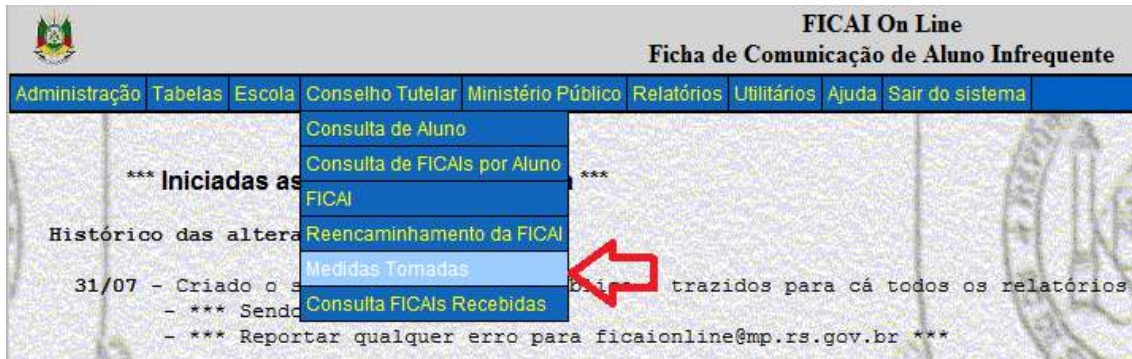 FICAI On Line
Ficha de Comunicação de Aluno Infrequente
Administração Tabelas Escola Conselho Tutelar Ministério Público Relatórios Utilitários Ajuda Sair do sistema
Consulta de Aluno
Consulta de FICAIs por Aluno
*** Iniciadas as ***
FICAI
Histórico das altera
Reencaminhamento da FICAI
Medidas Tomadas
31/07 - Criado o s trazidos para cá todos os relatórios
Consulta FICAIs Recebidas
- *** Sendo
- *** Reportar qualquer erro para ficaionline@mp.rs.gov.br ***